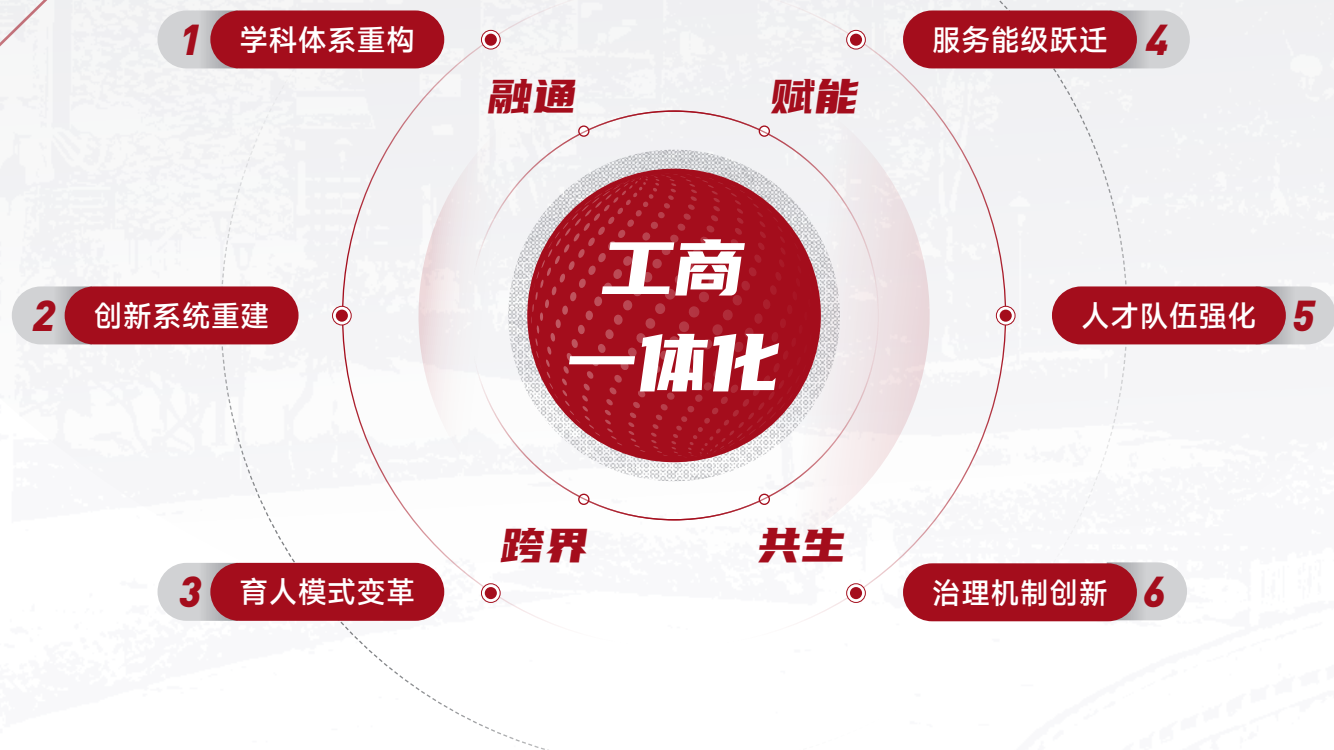 1 学科体系重构
服务能级跃迁 4
融通
赋能
工商
一体化
2 创新系统重建
人才队伍强化 5
跨界
共生
3 育人模式变革
治理机制创新 6